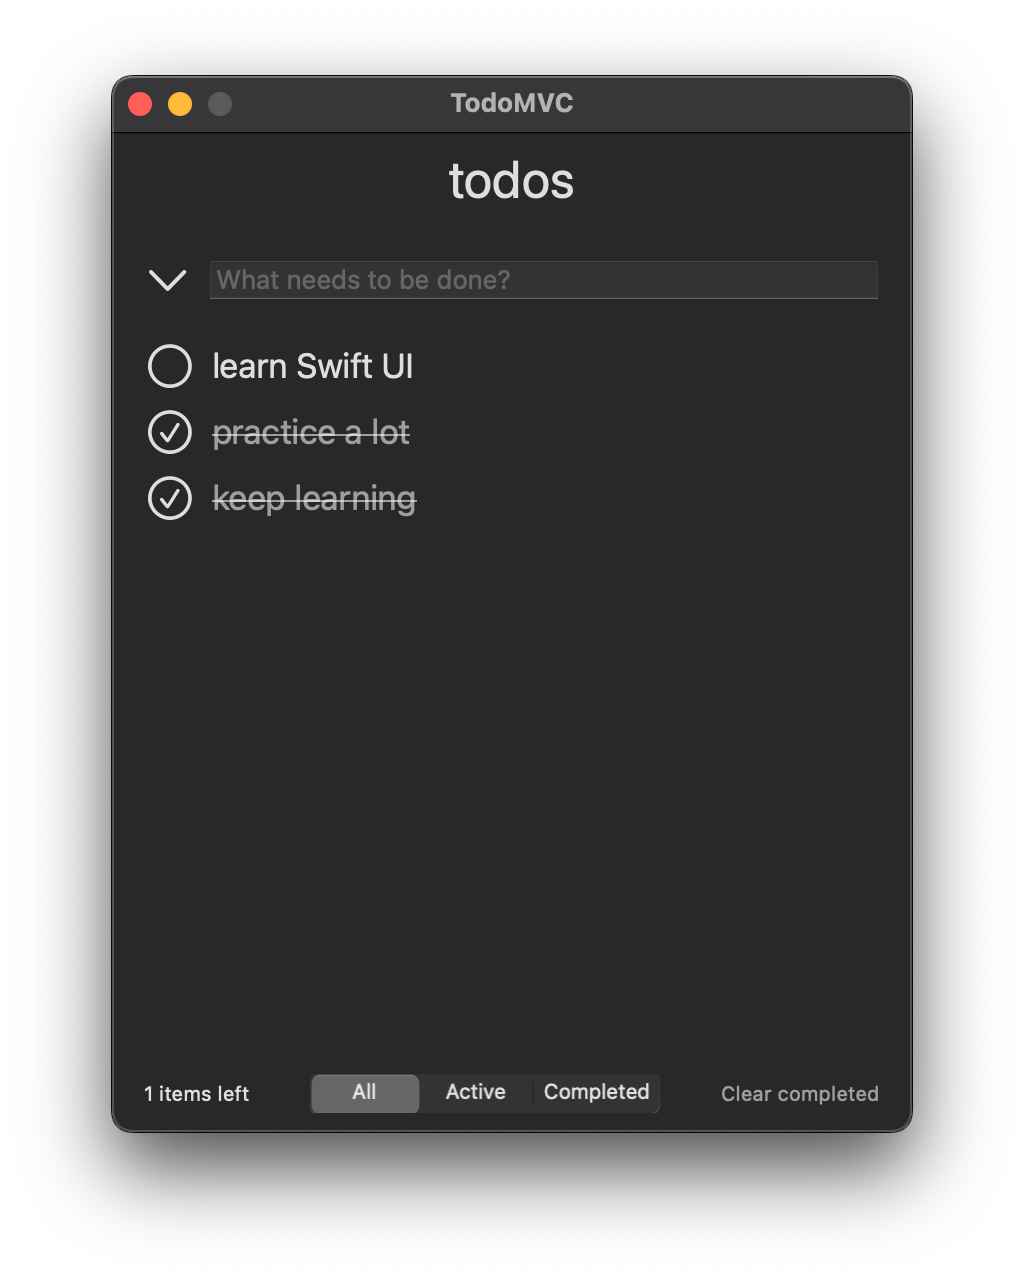 TodoMVC
todos
What needs to be done?
learn Swift UI
practice a lot
keep learning
1 items left
All
Active
Completed
Clear completed